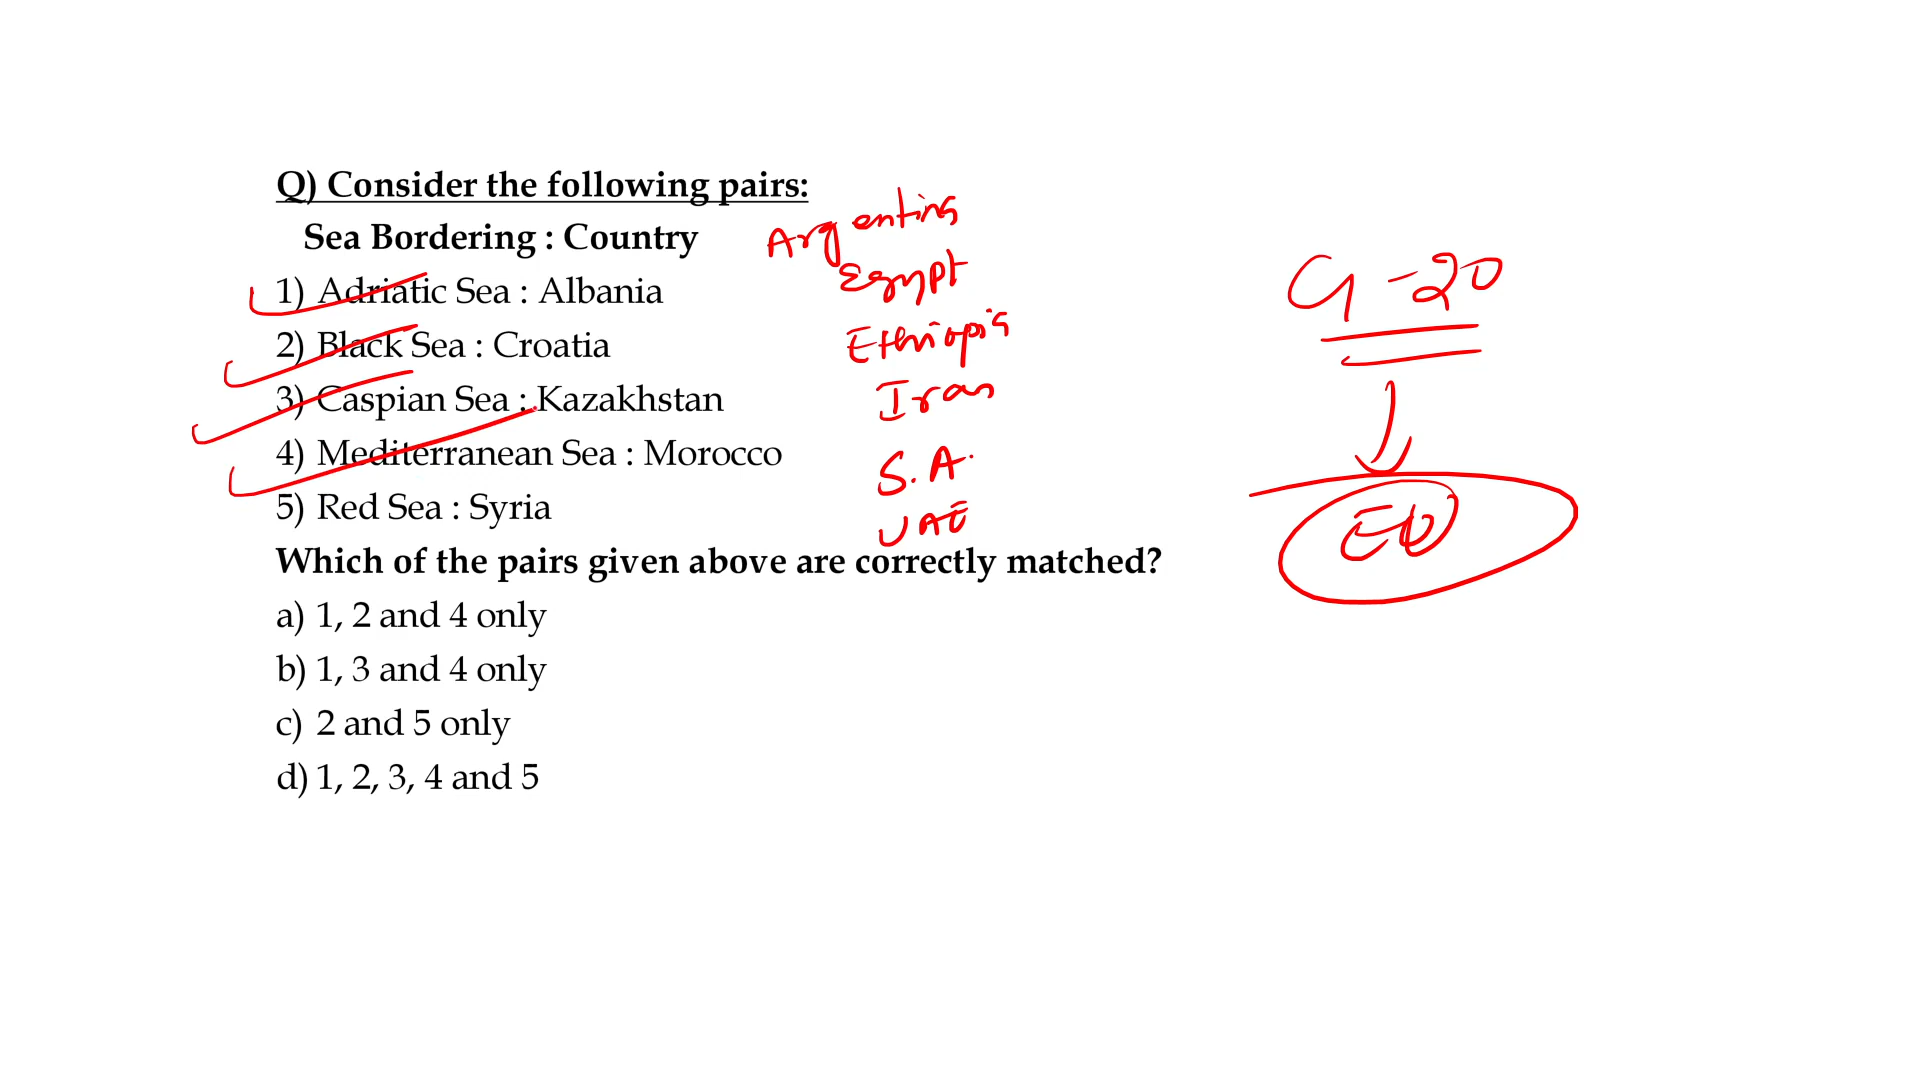 Q) Consider the following pairs:
Sea Bordering : Country
1) Adriatic Sea : Albania
2) Black Sea : Croatia
3) Caspian Sea : Kazakhstan
4) Mediterranean Sea : Morocco
5) Red Sea : Syria
Which of the pairs given above are correctly matched?
a) 1, 2 and 4 only
b) 1, 3 and 4 only
c) 2 and 5 only
d) 1, 2, 3, 4 and 5
Argentina
Egypt
Ethiopia
Iran
S.A.
UAE
G-20
EU